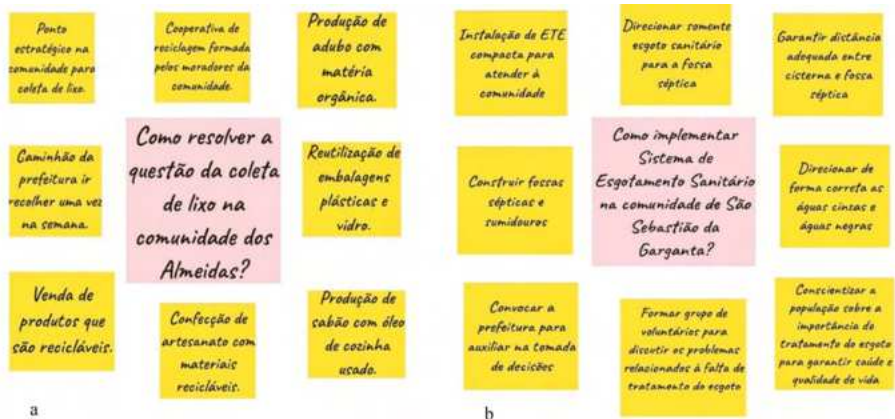 Ponto
estratégico na
comunidade para
coleta de lixo.
Cooperativa de
reciclagem formada
pelos moradores da
comunidade.
Produção de
adubo com
matéria
orgânica.
Caminhão da
prefeitura ir
recolher uma vez
na semana.
Como resolver a
questão da coleta
de lixo na
comunidade dos
Almeidas?
Reutilização de
embalagens
plásticas e
vidro.
Venda de
produtos que
são recicláveis.
Confecção de
artesanato com
materiais
recicláveis.
Produção de
sabão com óleo
de cozinha
usado.
a
Instalação de ETE
compacta para
atender à
comunidade
Direcionar somente
esgoto sanitário
para a fossa
séptica
Garantir distância
adequada entre
cisterna e fossa
séptica
Construir fossas
sépticas e
sumidouros
Como implementar
Sistema de
Esgotamento Sanitário
na comunidade de São
Sebastião da
Garganta?
Direcionar de
forma correta as
águas cinzas e
águas negras
Convocar a
prefeitura para
auxiliar na tomada
de decisões
Formar grupo de
voluntários para
discutir os problemas
relacionados à falta de
tratamento do esgoto
Conscientizar a
população sobre a
importância do
tratamento do esgoto
para garantir saúde e
qualidade de vida
b